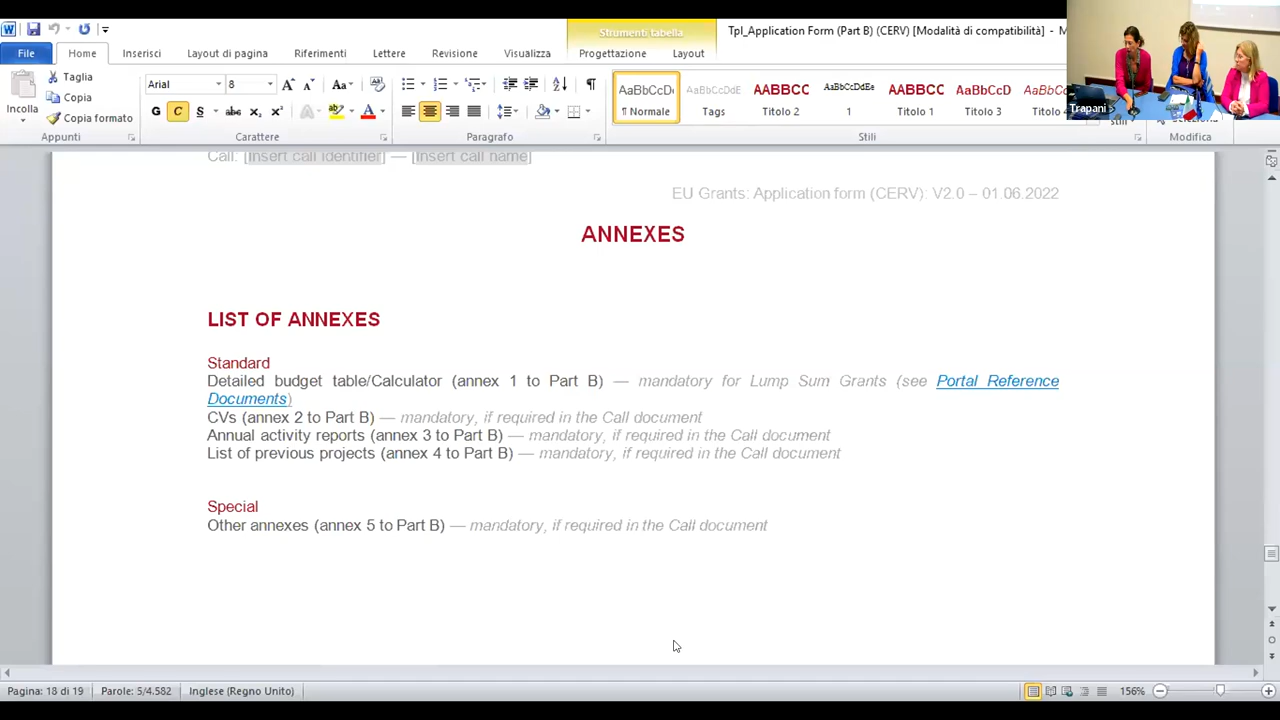 Strumenti tabella
Tpl_Application Form (Part B) (CERV) [Modalità di compatibilità] - M
File Home Inserisci Layout di pagina Riferimenti Lettere Revisione Visualizza Progettazione Layout
Incolla
Taglia
Copia
Copia formato
Appunti
Arial 8
Carattere
Paragrafo
AaBbCcDc
¶ Normale
AaBbCcDdE
Tags
AABBCC
Titolo 2
AaBbCcDdEe
1
AABBCC
Titolo 1
AaBbCcD
Titolo 3
AaBbCc
Titolo
Stili
Modifica
Trapani
Call: [insert call identifier] — [insert call name]
EU Grants: Application form (CERV): V2.0 – 01.06.2022
ANNEXES
LIST OF ANNEXES
Standard
Detailed budget table/Calculator (annex 1 to Part B) — mandatory for Lump Sum Grants (see Portal Reference
Documents)
CVs (annex 2 to Part B) — mandatory, if required in the Call document
Annual activity reports (annex 3 to Part B) — mandatory, if required in the Call document
List of previous projects (annex 4 to Part B) — mandatory, if required in the Call document
Special
Other annexes (annex 5 to Part B) — mandatory, if required in the Call document
Pagina: 18 di 19 Parole: 5/4.582 Inglese (Regno Unito) 156%